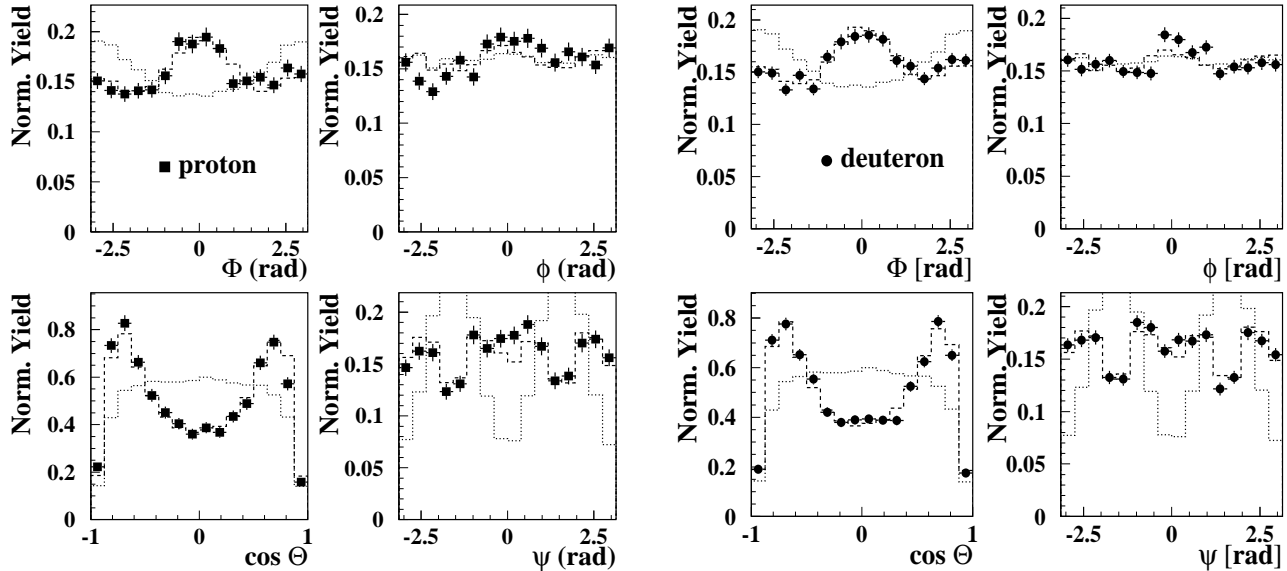 Norm. Yield
0.2
0.15
0.1
0.05
0
■ proton
-2.5 0 2.5
Φ (rad)
-2.5 0 2.5
ϕ (rad)
Norm. Yield
0.2
0.15
0.1
0.05
0
● deuteron
-2.5 0 2.5
Φ [rad]
Norm. Yield
0.2
0.15
0.1
0.05
0
-2.5 0 2.5
ϕ [rad]
Norm. Yield
0.8
0.6
0.4
0.2
0
-1 0 1
cos Θ
Norm. Yield
0.2
0.15
0.1
0.05
0
-2.5 0 2.5
ψ (rad)
Norm. Yield
0.8
0.6
0.4
0.2
0
-1 0 1
cos Θ
Norm. Yield
0.2
0.15
0.1
0.05
0
-2.5 0 2.5
ψ [rad]
Norm. Yield
0.2
0.15
0.1
0.05
0